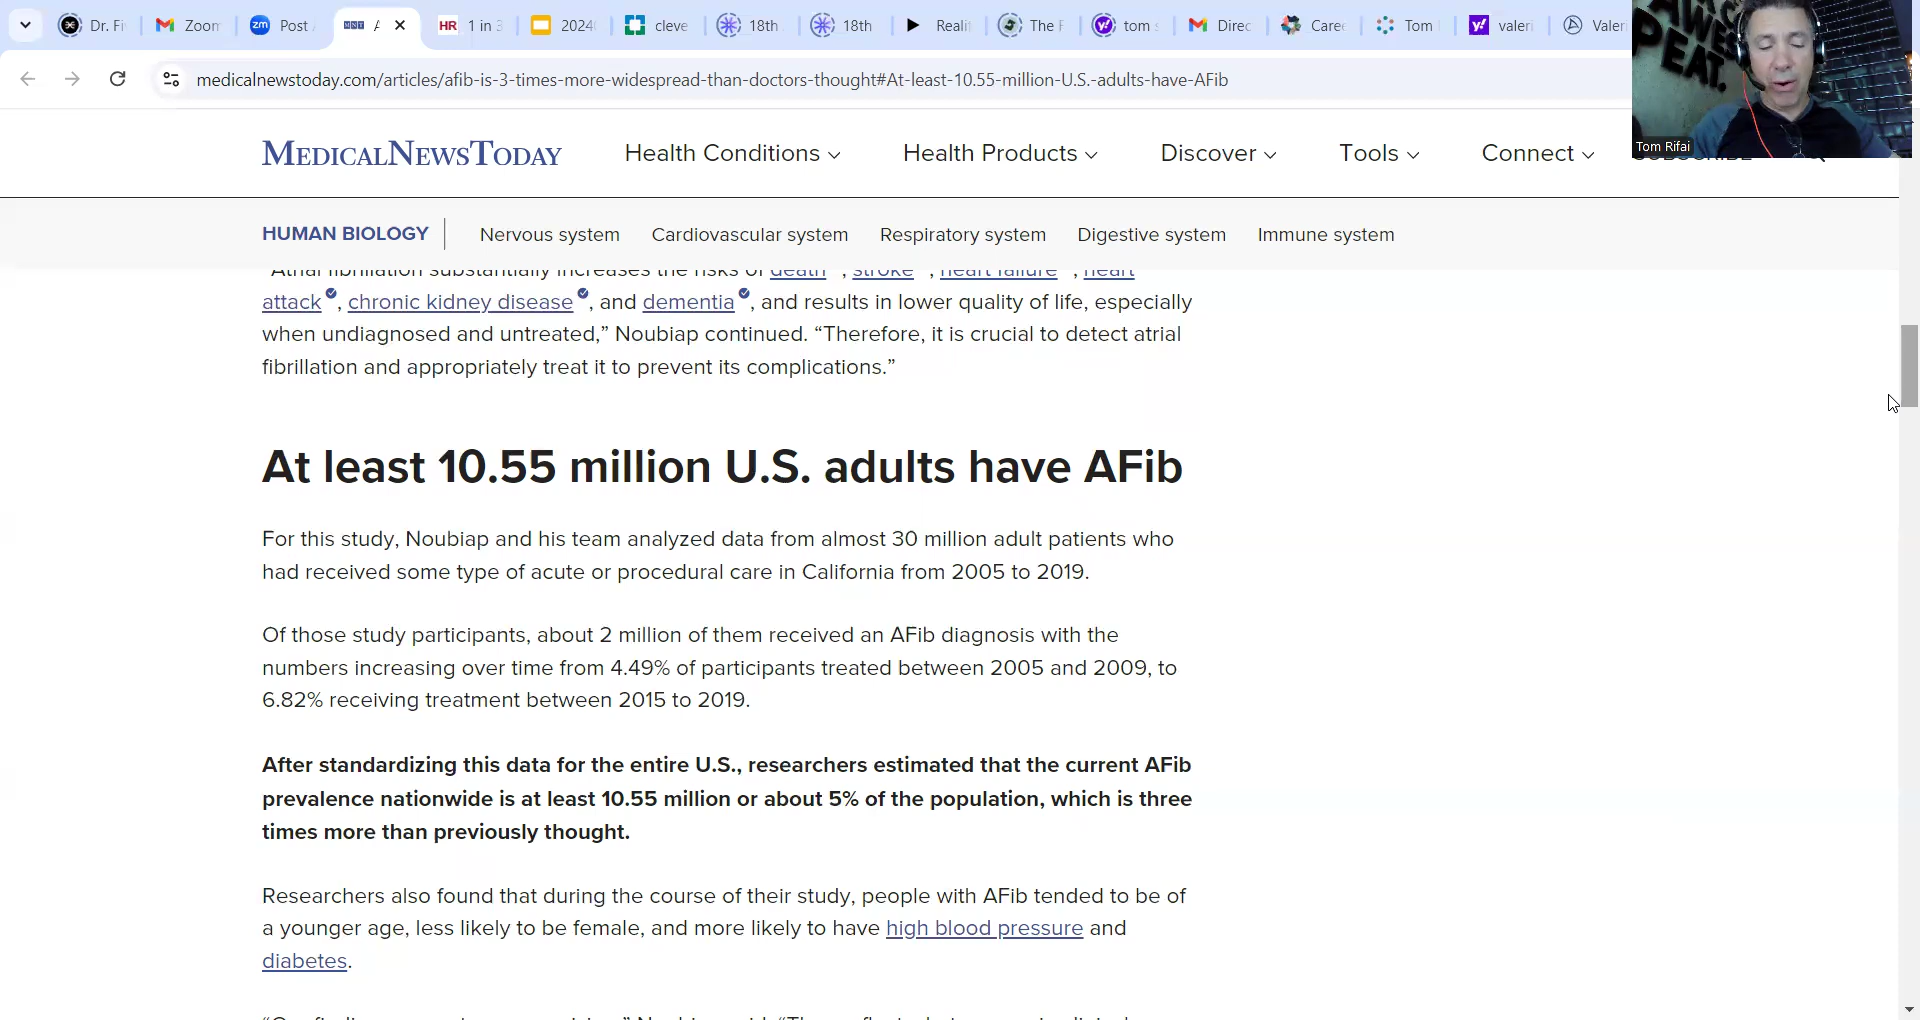 Dr. Fi
Zoom
Post
1 in 3
2024
cleve
18th
18th
Realit
The F
tom s
Direc
Caree
Tom
valeri
Valer
medicalnewstoday.com/articles/afib-is-3-times-more-widespread-than-doctors-thought#At-least-10.55-million-U.S.-adults-have-AFib
PEAT.
Tom Rifai
MEDICALNEWSTODAY
Health Conditions
Health Products
Discover
Tools
Connect
SUBSCRIBE
HUMAN BIOLOGY
Nervous system
Cardiovascular system
Respiratory system
Digestive system
Immune system
“Atrial fibrillation substantially increases the risks of death , stroke , heart failure , heart
attack , chronic kidney disease , and dementia , and results in lower quality of life, especially
when undiagnosed and untreated,” Noubiap continued. “Therefore, it is crucial to detect atrial
fibrillation and appropriately treat it to prevent its complications.”
At least 10.55 million U.S. adults have AFib
For this study, Noubiap and his team analyzed data from almost 30 million adult patients who
had received some type of acute or procedural care in California from 2005 to 2019.
Of those study participants, about 2 million of them received an AFib diagnosis with the
numbers increasing over time from 4.49% of participants treated between 2005 and 2009, to
6.82% receiving treatment between 2015 to 2019.
After standardizing this data for the entire U.S., researchers estimated that the current AFib
prevalence nationwide is at least 10.55 million or about 5% of the population, which is three
times more than previously thought.
Researchers also found that during the course of their study, people with AFib tended to be of
a younger age, less likely to be female, and more likely to have high blood pressure and
diabetes.